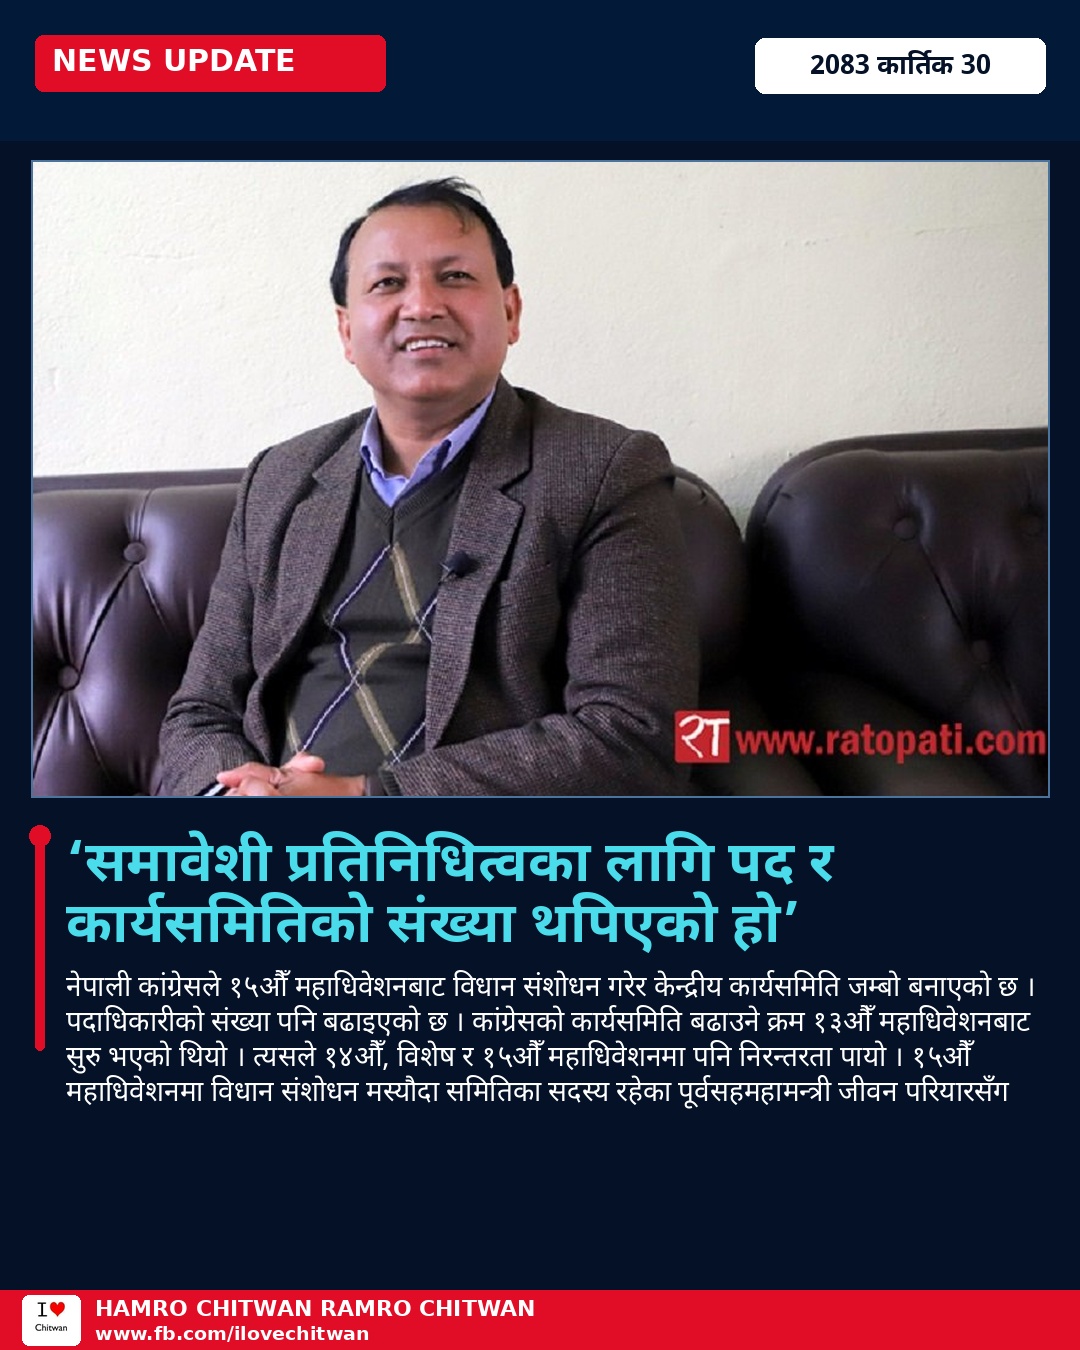 NEWS UPDATE
2083 कार्तिक 30
रा www.ratopati.com
‘समावेशी प्रतिनिधित्वका लागि पद र
कार्यसमितिको संख्या थपिएको हो’
नेपाली कांग्रेसले १५औँ महाधिवेशनबाट विधान संशोधन गरेर केन्द्रीय कार्यसमिति जम्बो बनाएको छ ।
पदाधिकारीको संख्या पनि बढाइएको छ । कांग्रेसको कार्यसमिति बढाउने क्रम १३औँ महाधिवेशनबाट
सुरु भएको थियो । त्यसले १४औँ, विशेष र १५औँ महाधिवेशनमा पनि निरन्तरता पायो । १५औँ
महाधिवेशनमा विधान संशोधन मस्यौदा समितिका सदस्य रहेका पूर्वसहमहामन्त्री जीवन परियारसँग
I ♥
Chitwan
HAMRO CHITWAN RAMRO CHITWAN
www.fb.com/ilovechitwan